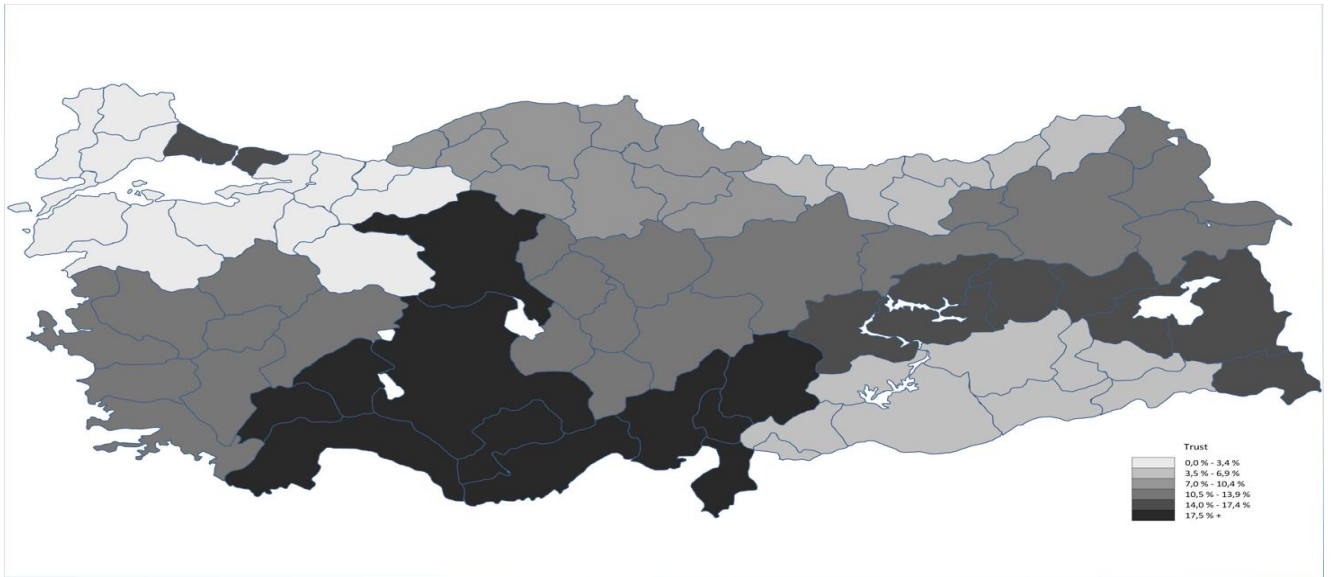 Trust
0,0 % - 3,4 %
3,5 % - 6,9 %
7,0 % - 10,4 %
10,5 % - 13,9 %
14,0 % - 17,4 %
17,5 % +